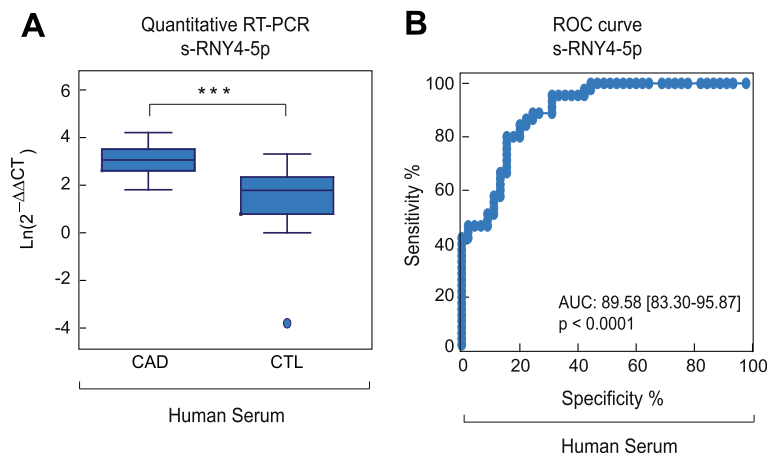 A
Quantitative RT-PCR
s-RNY4-5p
***
Ln(2−ΔΔCT)
6
4
2
0
-2
-4
CAD
CTL
Human Serum
B
ROC curve
s-RNY4-5p
Sensitivity %
100
80
60
40
20
0
AUC: 89.58 [83.30-95.87]
p < 0.0001
0
20
40
60
80
100
Specificity %
Human Serum